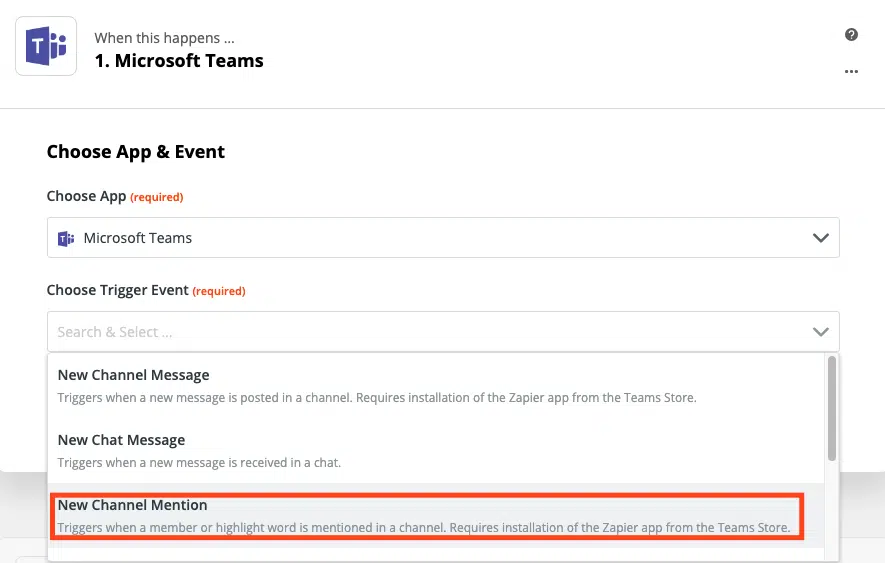 When this happens ...
1. Microsoft Teams
Choose App & Event
Choose App (required)
Microsoft Teams
Choose Trigger Event (required)
Search & Select ...
New Channel Message
Triggers when a new message is posted in a channel. Requires installation of the Zapier app from the Teams Store.
New Chat Message
Triggers when a new message is received in a chat.
New Channel Mention
Triggers when a member or highlight word is mentioned in a channel. Requires installation of the Zapier app from the Teams Store.